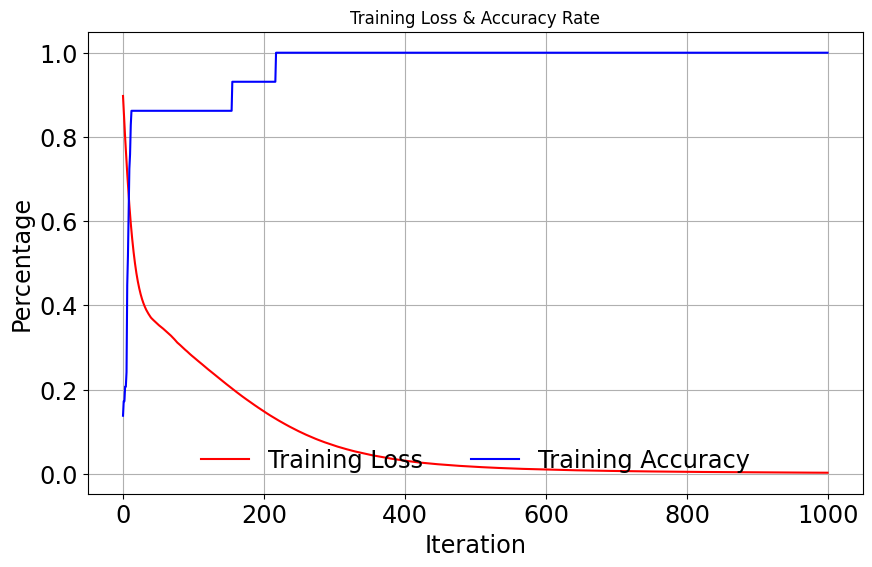 Training Loss & Accuracy Rate
1.0
0.8
0.6
0.4
0.2
0.0
Percentage
Training Loss
Training Accuracy
0 200 400 600 800 1000
Iteration